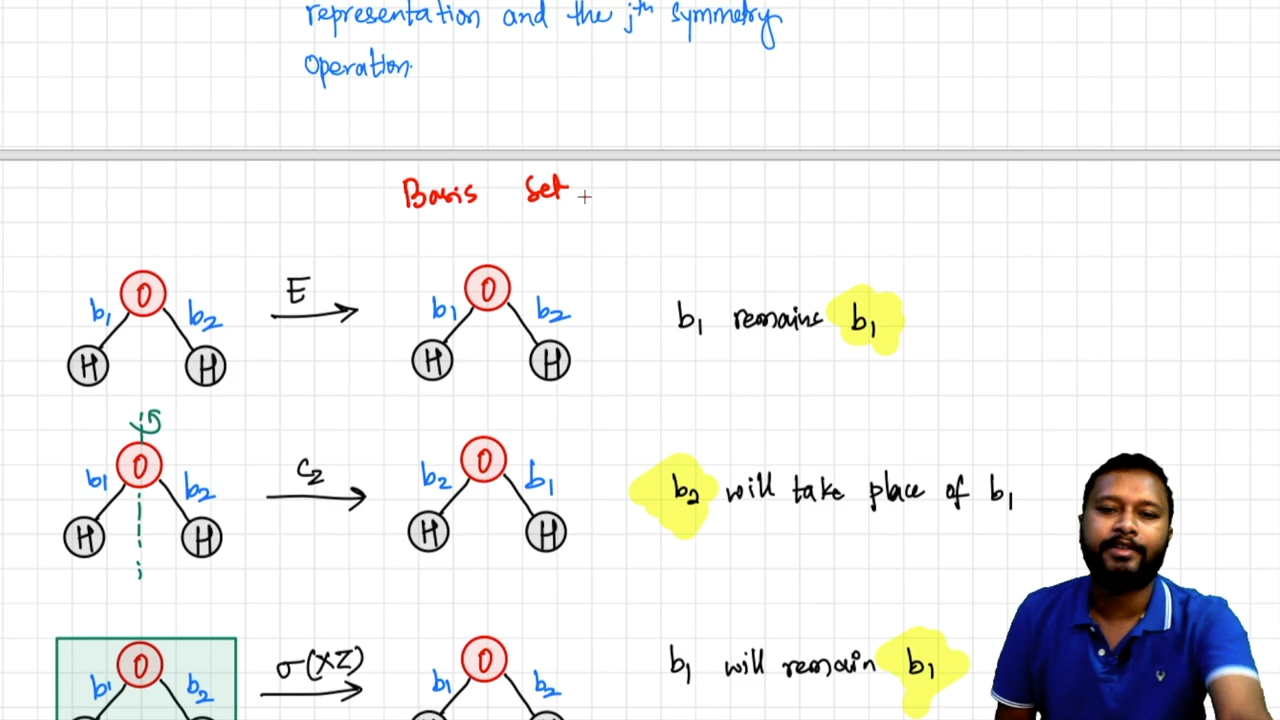 representation and the jth symmetry
Operation.
Basis Set
b1 O b2 E b1 O b2 b1 remains b1
H H H H
b1 O b2 C2 b2 O b1 b2 will take place of b1
H H H H
b1 O b2 σ(XZ) b1 O b2 b1 will remain b1